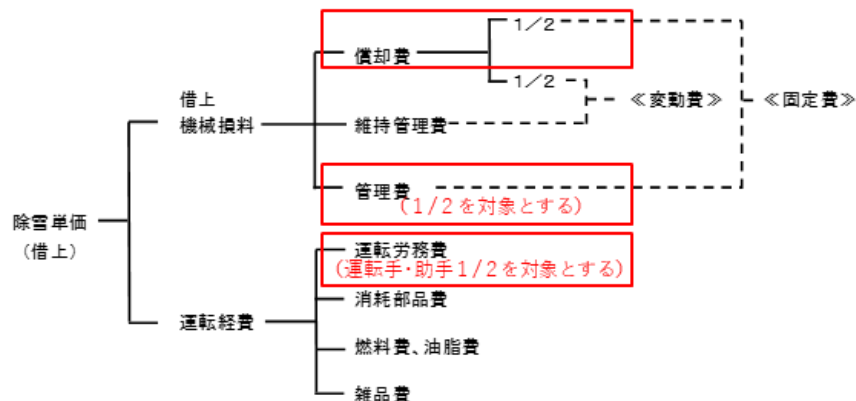 1/2
償却費
1/2
借上
機械損料
≪変動費≫
≪固定費≫
維持管理費
管理費
(1/2を対象とする)
除雪単価
(借上)
運転労務費
(運転手・助手1/2を対象とする)
消耗部品費
運転経費
燃料費、油脂費
雑品費